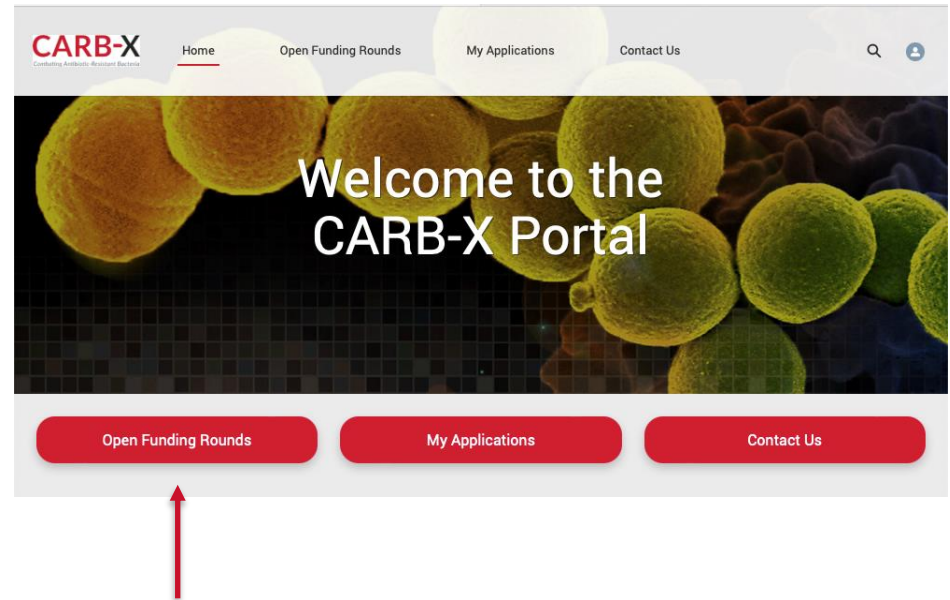 CARB-X
Combating Antibiotic-Resistant Bacteria
Home
Open Funding Rounds
My Applications
Contact Us
Welcome to the
CARB-X Portal
Open Funding Rounds
My Applications
Contact Us